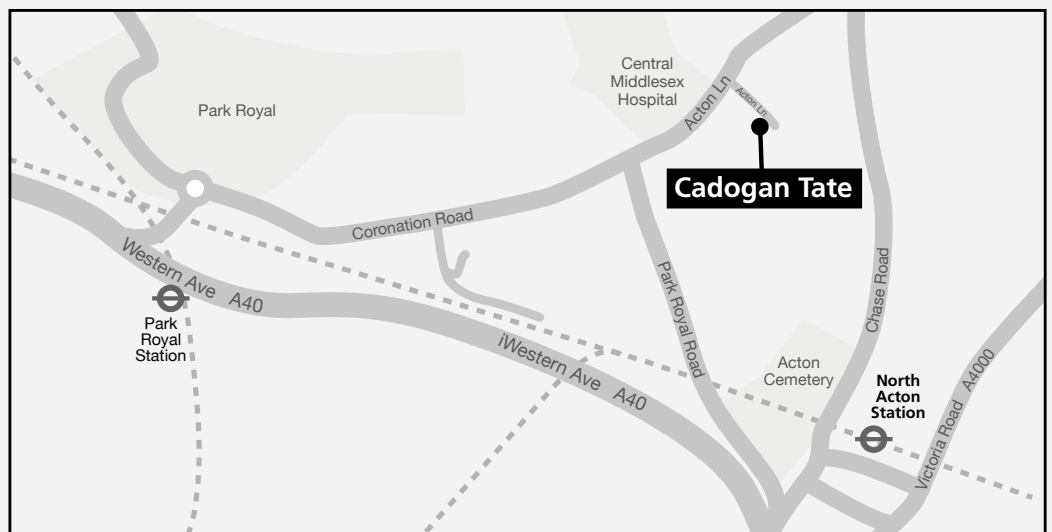 Central
Middlesex
Hospital
Acton Ln
Acton Ln
Park Royal
Cadogan Tate
Coronation Road
Western Ave A40
Park
Royal
Station
Park Royal Road
Chase Road
iWestern Ave A40
Acton
Cemetery
North
Acton
Station
Victoria Road A4000